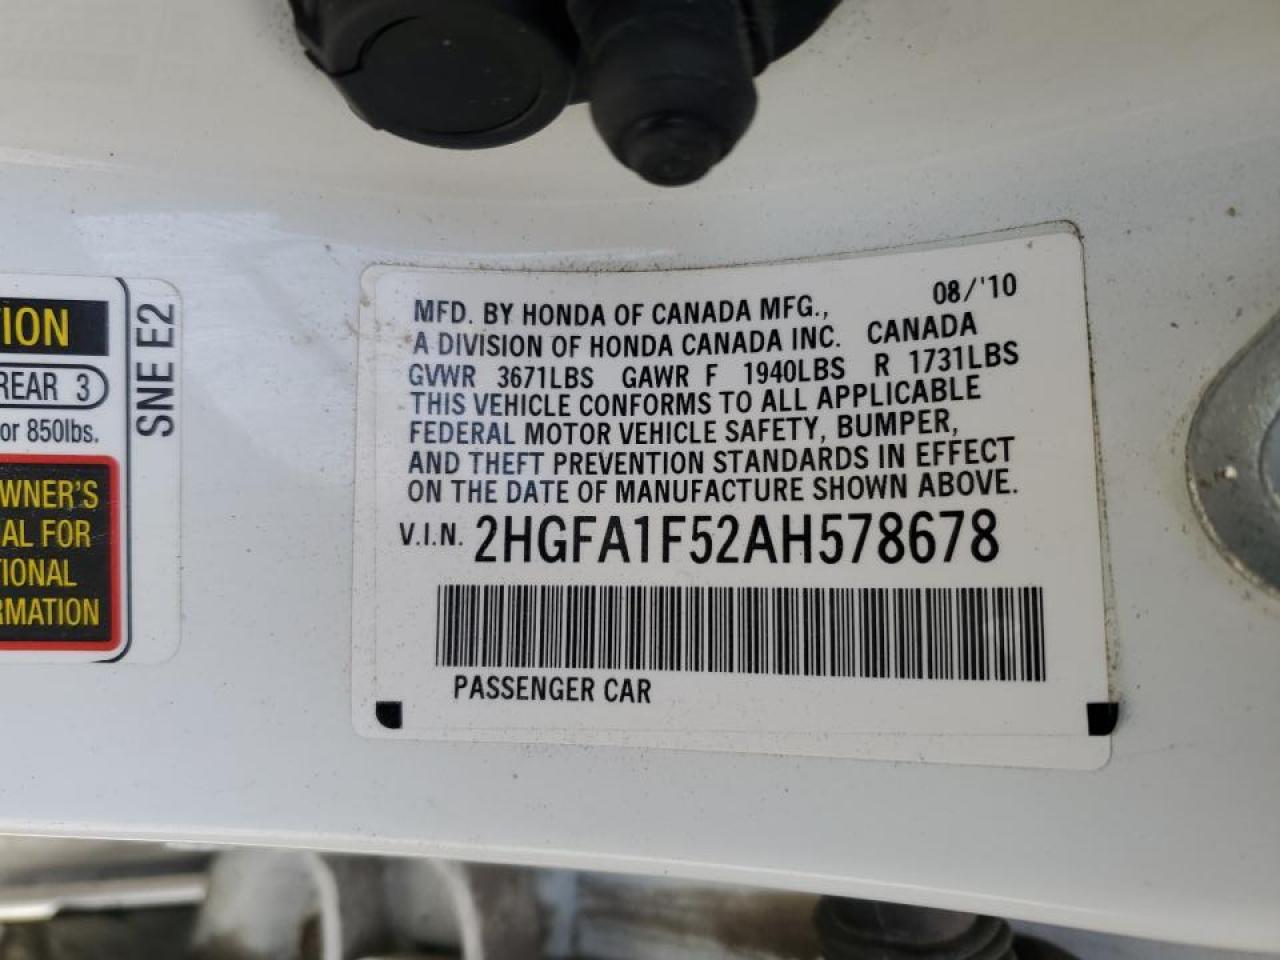 TION
REAR 3
or 850lbs.
WNER'S
AL FOR
TIONAL
RMATION
SNE E2
MFD. BY HONDA OF CANADA MFG., 08/'10
A DIVISION OF HONDA CANADA INC. CANADA
GVWR 3671LBS GAWR F 1940LBS R 1731LBS
THIS VEHICLE CONFORMS TO ALL APPLICABLE
FEDERAL MOTOR VEHICLE SAFETY, BUMPER,
AND THEFT PREVENTION STANDARDS IN EFFECT
ON THE DATE OF MANUFACTURE SHOWN ABOVE.
V.I.N. 2HGFA1F52AH578678
PASSENGER CAR